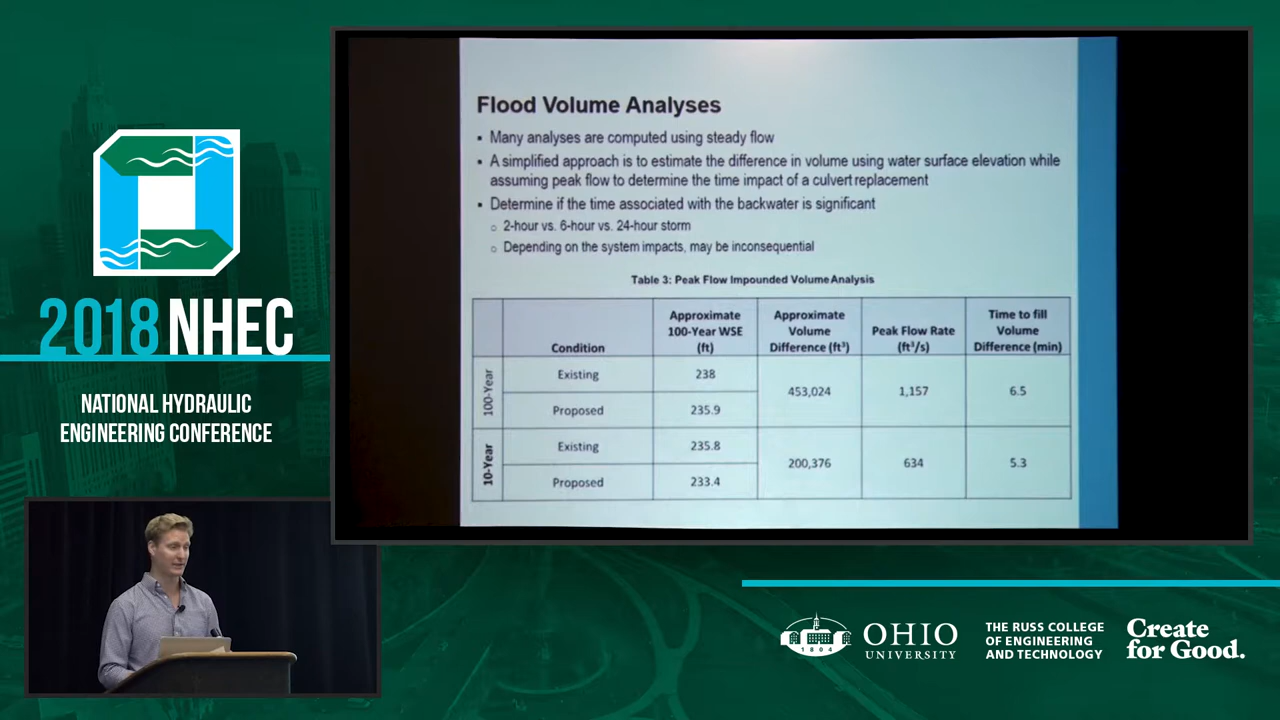 2018 NHEC
NATIONAL HYDRAULIC
ENGINEERING CONFERENCE
Flood Volume Analyses
▪ Many analyses are computed using steady flow
▪ A simplified approach is to estimate the difference in volume using water surface elevation while
assuming peak flow to determine the time impact of a culvert replacement
▪ Determine if the time associated with the backwater is significant
○ 2-hour vs. 6-hour vs. 24-hour storm
○ Depending on the system impacts, may be inconsequential
Table 3: Peak Flow Impounded Volume Analysis
Condition
Approximate
100-Year WSE
(ft)
Approximate
Volume
Difference (ft³)
Peak Flow Rate
(ft³/s)
Time to fill
Volume
Difference (min)
100-Year
Existing
238
453,024
1,157
6.5
Proposed
235.9
10-Year
Existing
235.8
200,376
634
5.3
Proposed
233.4
1804
OHIO
UNIVERSITY
THE RUSS COLLEGE
OF ENGINEERING
AND TECHNOLOGY
Create
for Good.